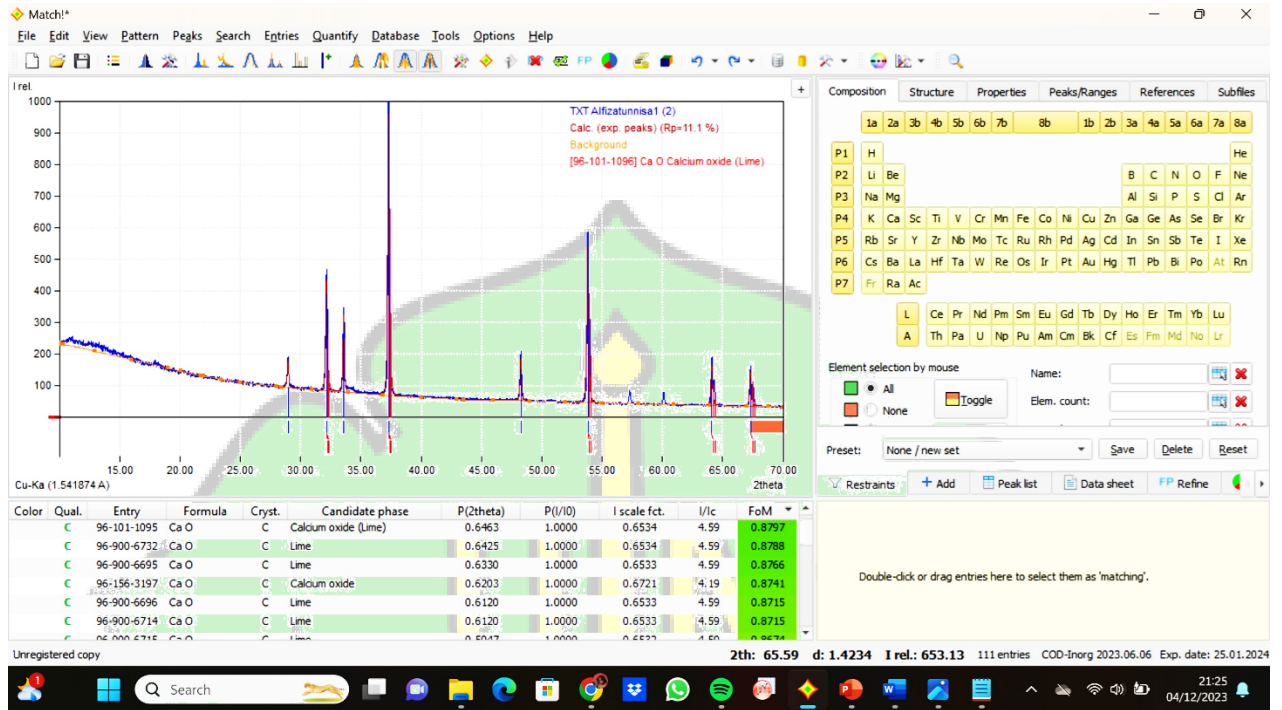 Match!*
File Edit View Pattern Peaks Search Entries Quantify Database Tools Options Help
FP
I rel.
1000
900
800
700
600
500
400
300
200
100
TXT Alfizatunnisa1 (2)
Calc. (exp. peaks) (Rp=11.1 %)
Background
[96-101-1096] Ca O Calcium oxide (Lime)
15.00 20.00 25.00 30.00 35.00 40.00 45.00 50.00 55.00 60.00 65.00 70.00
Cu-Ka (1.541874 A) 2theta
Composition Structure Properties Peaks/Ranges References Subfiles
1a 2a 3b 4b 5b 6b 7b 8b 1b 2b 3a 4a 5a 6a 7a 8a
P1 H He
P2 Li Be B C N O F Ne
P3 Na Mg Al Si P S Cl Ar
P4 K Ca Sc Ti V Cr Mn Fe Co Ni Cu Zn Ga Ge As Se Br Kr
P5 Rb Sr Y Zr Nb Mo Tc Ru Rh Pd Ag Cd In Sn Sb Te I Xe
P6 Cs Ba La Hf Ta W Re Os Ir Pt Au Hg Tl Pb Bi Po At Rn
P7 Fr Ra Ac
L Ce Pr Nd Pm Sm Eu Gd Tb Dy Ho Er Tm Yb Lu
A Th Pa U Np Pu Am Cm Bk Cf Es Fm Md No Lr
Element selection by mouse
All
None
Toggle
Name:
Elem. count:
Preset: None / new set Save Delete Reset
Restraints + Add Peak list Data sheet FP Refine
Color Qual. Entry Formula Cryst. Candidate phase P(2theta) P(I/I0) I scale fct. I/Ic FoM
C 96-101-1095 Ca O C Calcium oxide (Lime) 0.6463 1.0000 0.6534 4.59 0.8797
C 96-900-6732 Ca O C Lime 0.6425 1.0000 0.6534 4.59 0.8788
C 96-900-6695 Ca O C Lime 0.6330 1.0000 0.6533 4.59 0.8766
C 96-156-3197 Ca O C Calcium oxide 0.6203 1.0000 0.6721 4.19 0.8741
C 96-900-6696 Ca O C Lime 0.6120 1.0000 0.6533 4.59 0.8715
C 96-900-6714 Ca O C Lime 0.6120 1.0000 0.6533 4.59 0.8715
C 96-900-6715 Ca O C Lime 0.5947 1.0000 0.6532 4.59 0.8674
Double-click or drag entries here to select them as 'matching'.
Unregistered copy
2th: 65.59 d: 1.4234 I rel.: 653.13 111 entries COD-Inorg 2023.06.06 Exp. date: 25.01.2024
1
Search
21:25
04/12/2023